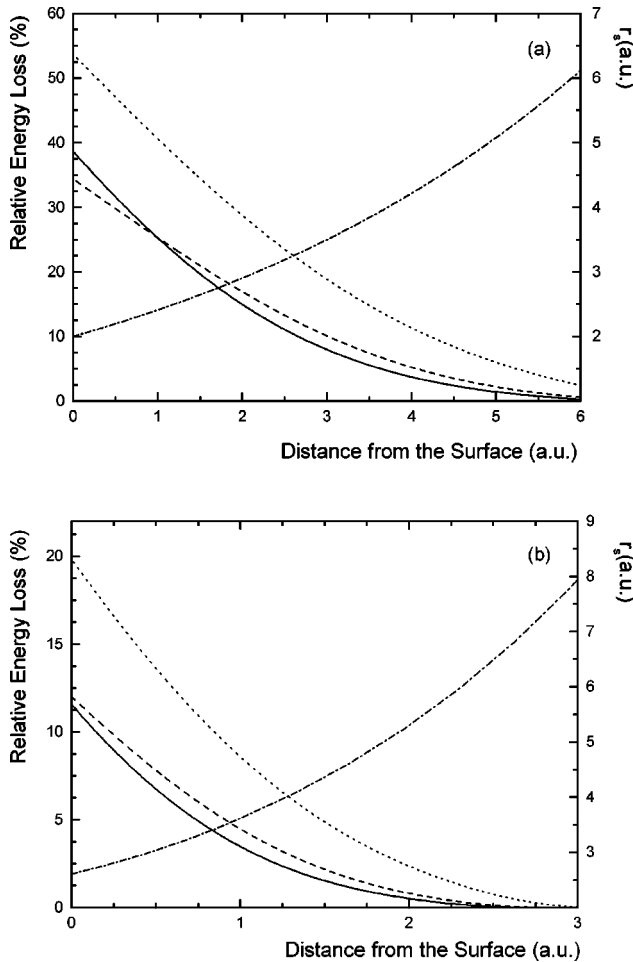 60
50
40
30
20
10
0
Relative Energy Loss (%)
(a)
7
6
5
4
3
2
rs(a.u.)
0 1 2 3 4 5 6
Distance from the Surface (a.u.)
20
15
10
5
0
Relative Energy Loss (%)
(b)
9
8
7
6
5
4
3
rs(a.u.)
0 1 2 3
Distance from the Surface (a.u.)